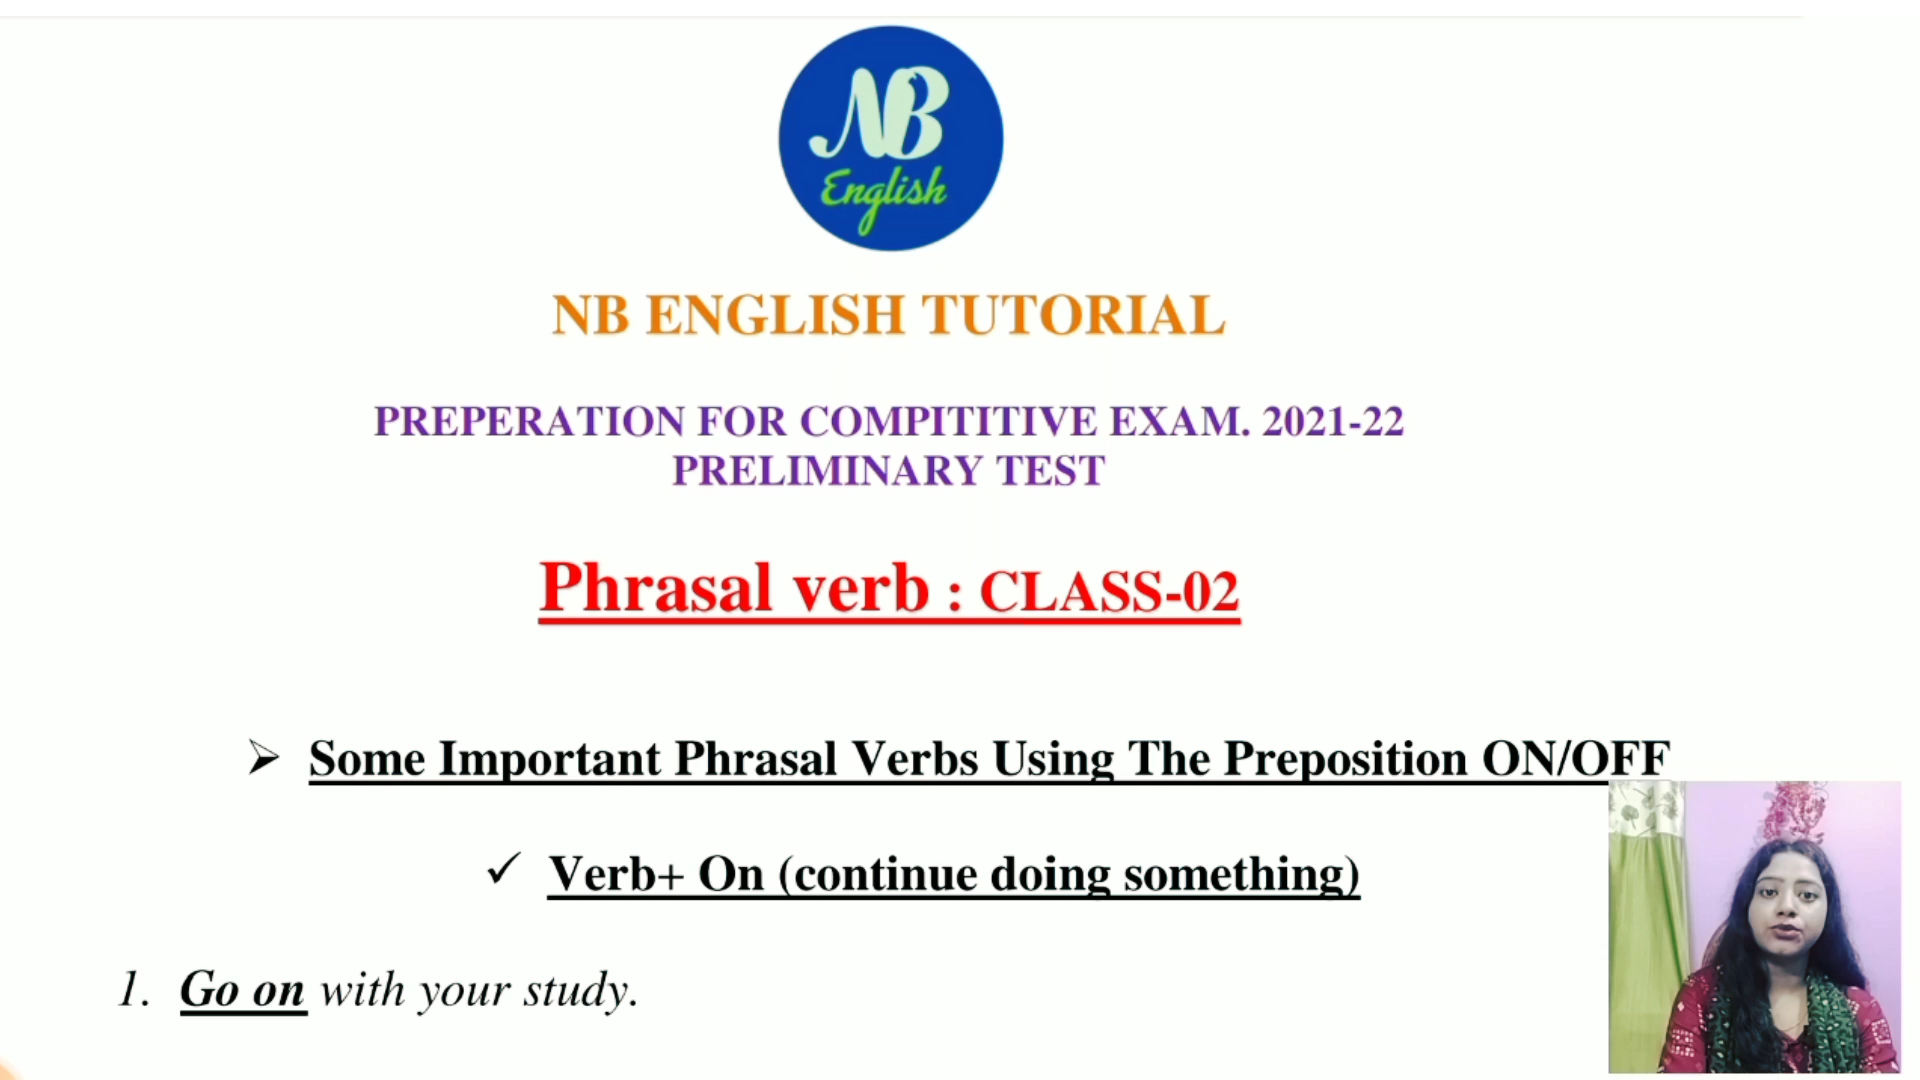 NB
English
NB ENGLISH TUTORIAL
PREPERATION FOR COMPITITIVE EXAM. 2021-22
PRELIMINARY TEST
Phrasal verb : CLASS-02
➢ Some Important Phrasal Verbs Using The Preposition ON/OFF
✓ Verb+ On (continue doing something)
1. Go on with your study.